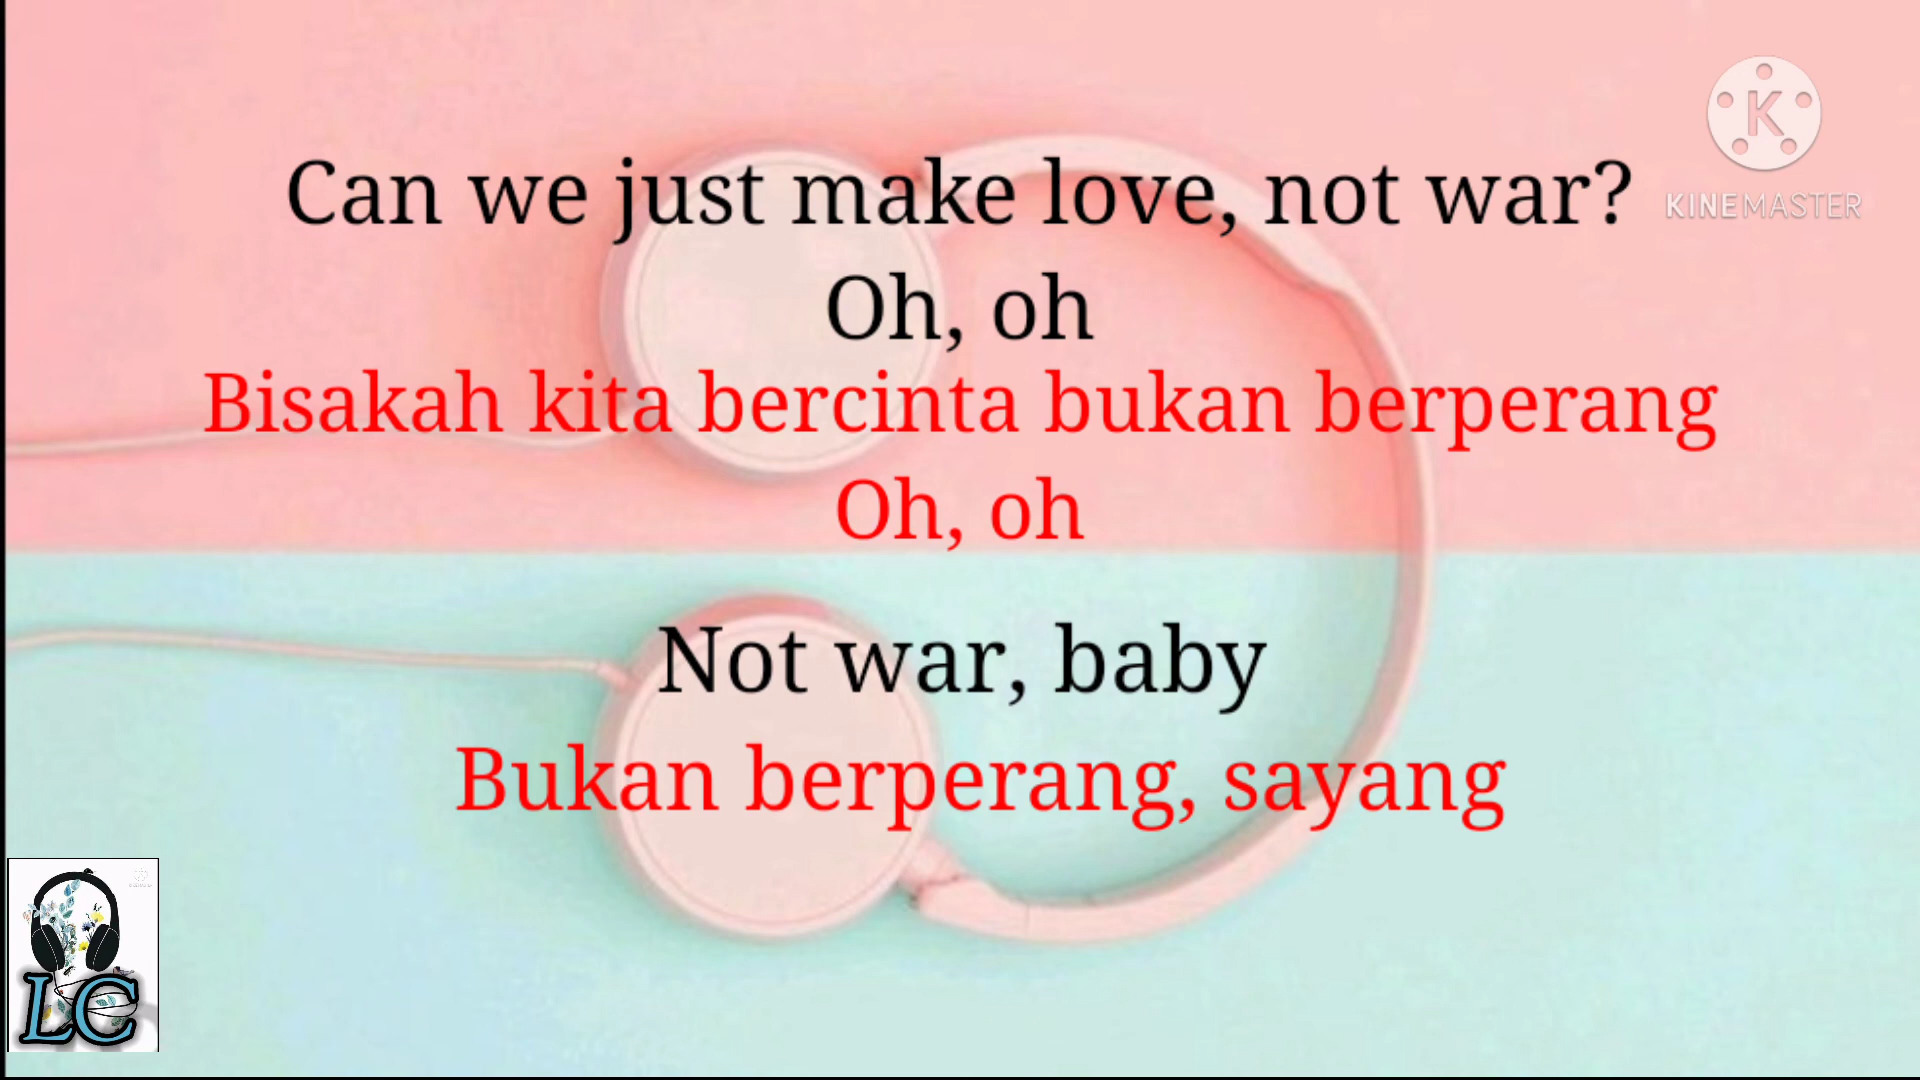 K
KINEMASTER
Can we just make love, not war?
Oh, oh
Bisakah kita bercinta bukan berperang
Oh, oh
Not war, baby
Bukan berperang, sayang
LC